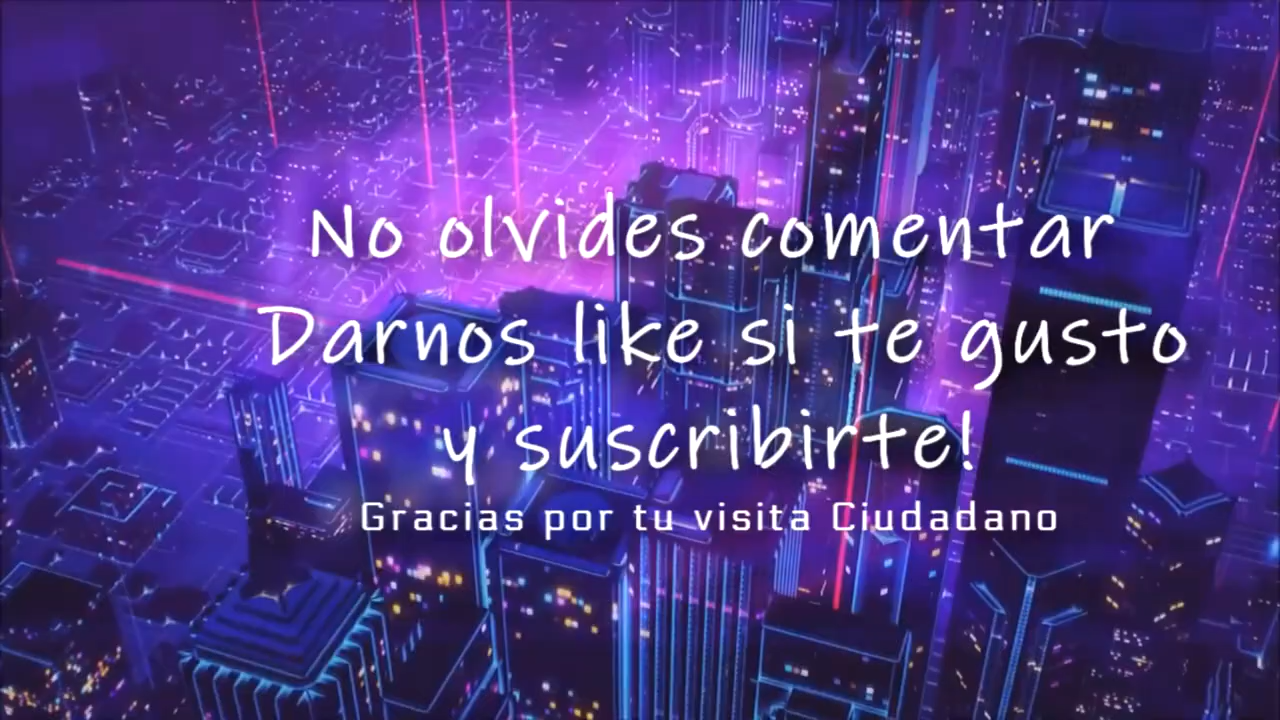 No olvides comentar
Darnos like si te gusto
y suscribirte!
Gracias por tu visita Ciudadano